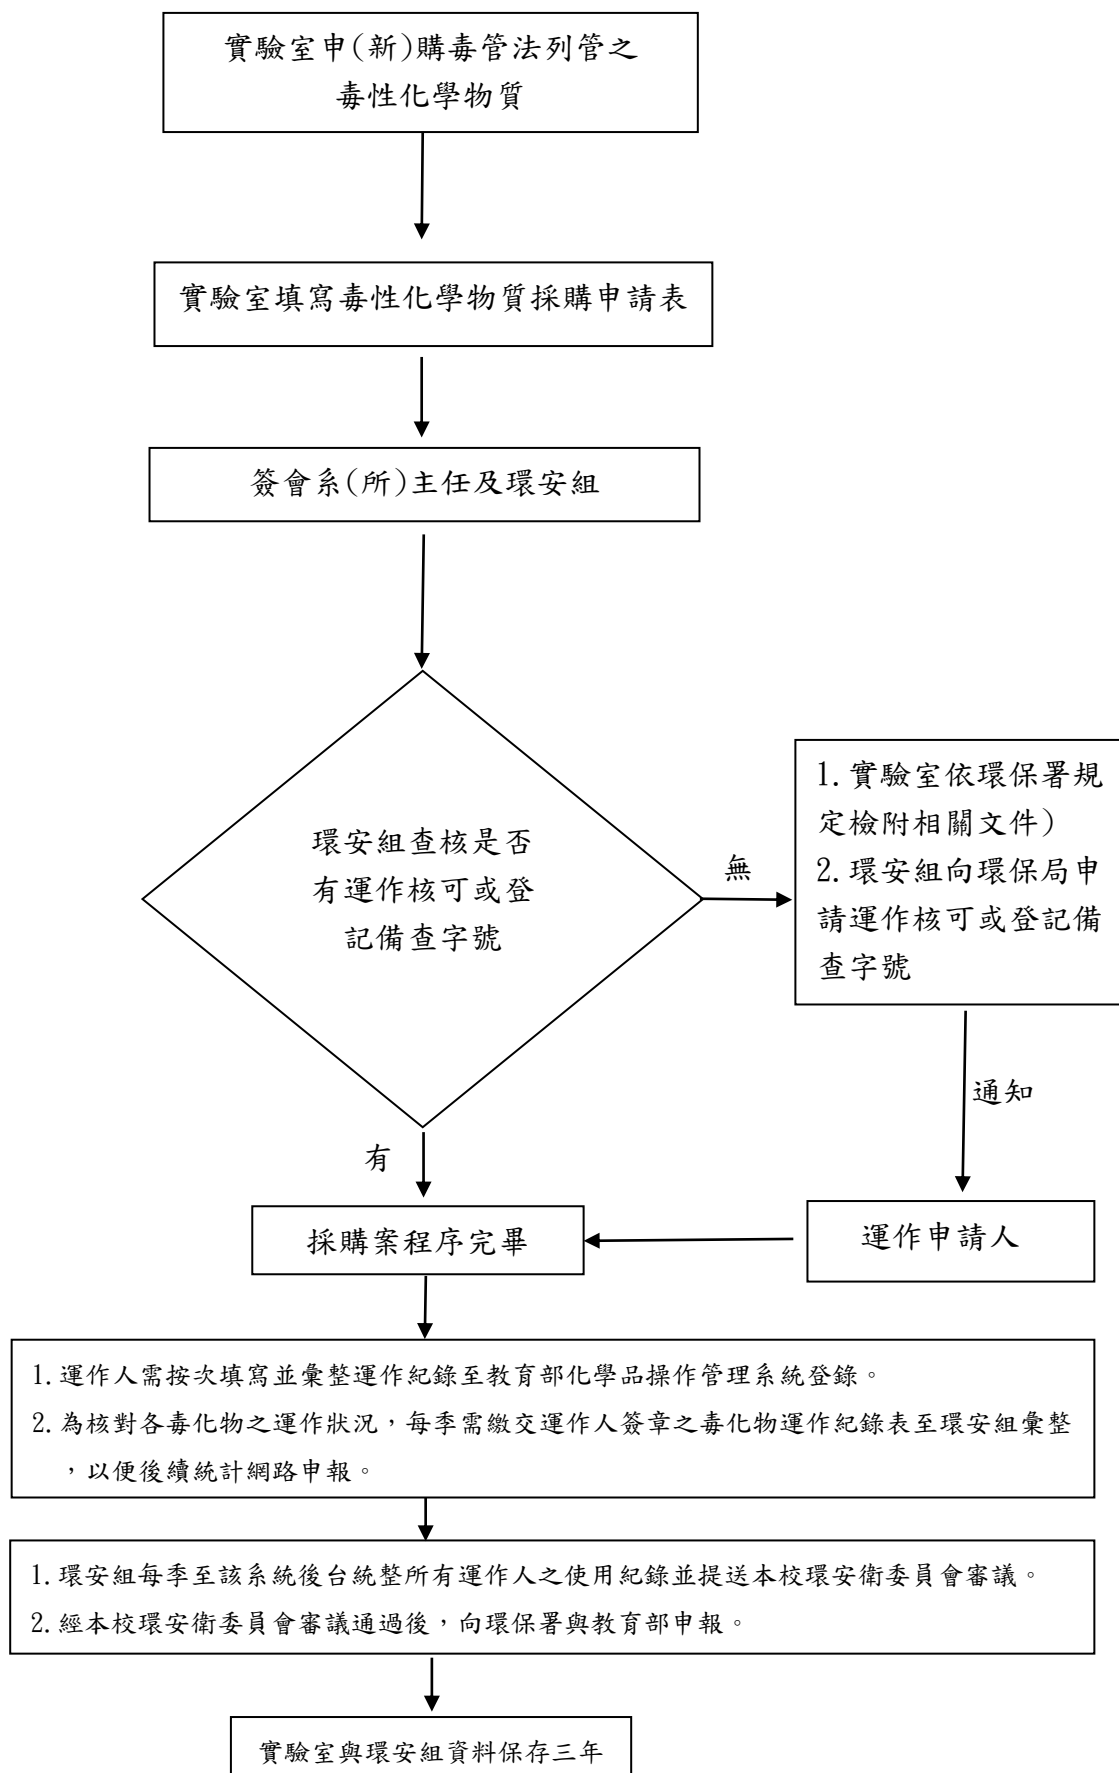 實驗室申(新)購毒管法列管之
毒性化學物質
實驗室填寫毒性化學物質採購申請表
簽會系(所)主任及環安組
環安組查核是否
有運作核可或登
記備查字號
無
1.實驗室依環保署規
定檢附相關文件)
2.環安組向環保局申
請運作核可或登記備
查字號
通知
有
採購案程序完畢
運作申請人
1.運作人需按次填寫並彙整運作紀錄至教育部化學品操作管理系統登錄。
2.為核對各毒化物之運作狀況，每季需繳交運作人簽章之毒化物運作紀錄表至環安組彙整
，以便後續統計網路申報。
1.環安組每季至該系統後台統整所有運作人之使用紀錄並提送本校環安衛委員會審議。
2.經本校環安衛委員會審議通過後，向環保署與教育部申報。
實驗室與環安組資料保存三年